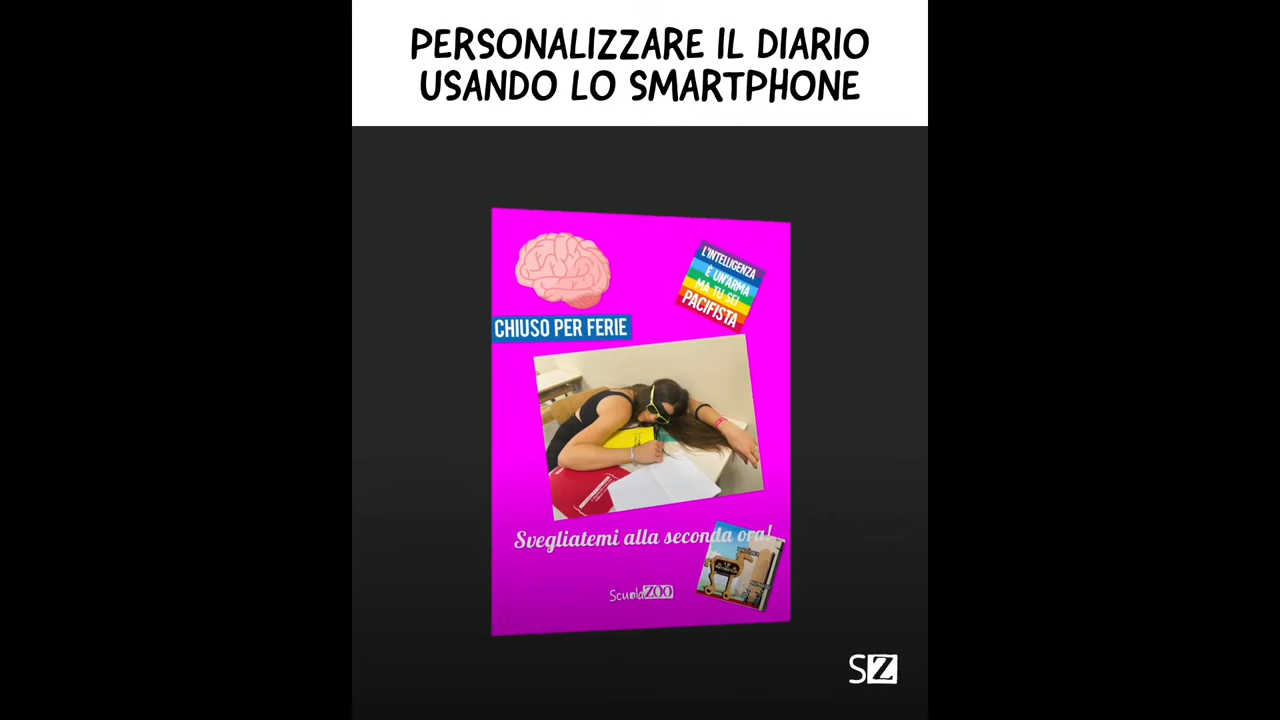 PERSONALIZZARE IL DIARIO
USANDO LO SMARTPHONE
L'INTELLIGENZA
È UN'ARMA
MA TU SEI
PACIFISTA
CHIUSO PER FERIE
Svegliatemi alla seconda ora!
ScuolaZOO
SZ